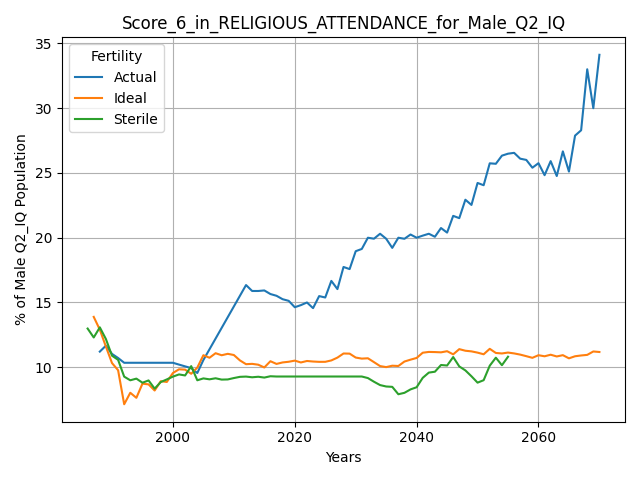 Score_6_in_RELIGIOUS_ATTENDANCE_for_Male_Q2_IQ
Fertility
Actual
Ideal
Sterile
% of Male Q2_IQ Population
35
30
25
20
15
10
2000
2020
2040
2060
Years